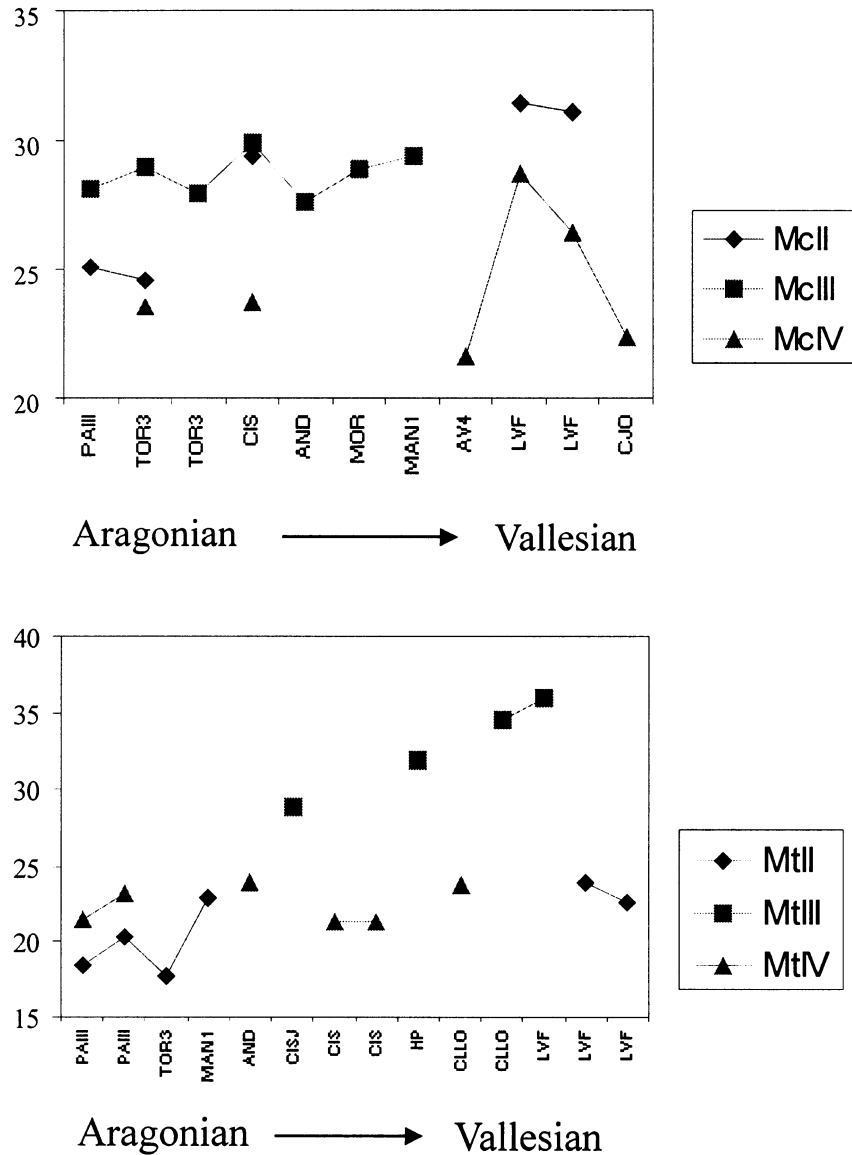 35
30
25
20
PAIII
TOR3
TOR3
CIS
AND
MOR
MAN1
AV4
LVF
LVF
CJO
McII
McIII
McIV
Aragonian
Vallesian
40
35
30
25
20
15
PAIII
PAIII
TOR3
MAN1
AND
CISJ
CIS
CIS
HP
CLLO
CLLO
LVF
LVF
LVF
MtII
MtIII
MtIV
Aragonian
Vallesian